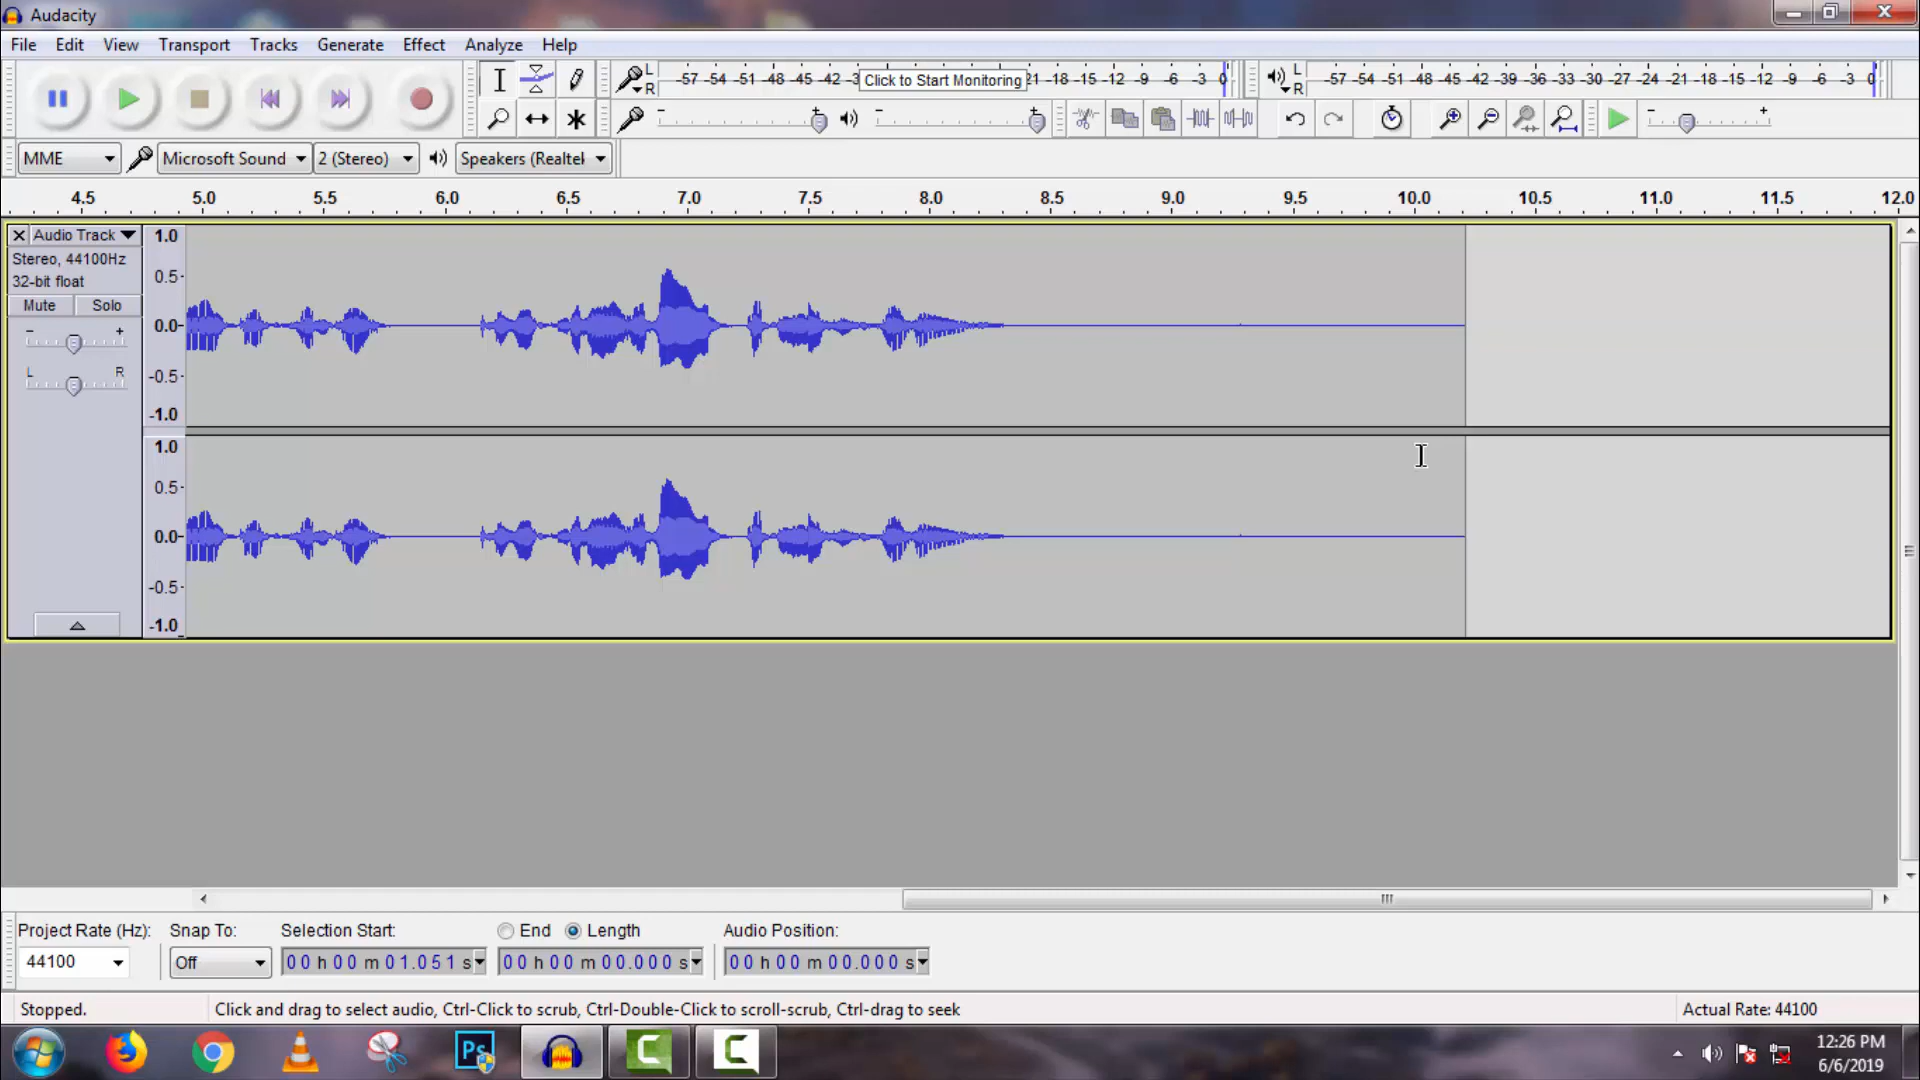 Audacity
File Edit View Transport Tracks Generate Effect Analyze Help
L R -57 -54 -51 -48 -45 -42 -3 Click to Start Monitoring 21 -18 -15 -12 -9 -6 -3 0 L R -57 -54 -51 -48 -45 -42 -39 -36 -33 -30 -27 -24 -21 -18 -15 -12 -9 -6 -3 0
- + - + - +
MME Microsoft Sound 2 (Stereo) Speakers (Realtel
4.5 5.0 5.5 6.0 6.5 7.0 7.5 8.0 8.5 9.0 9.5 10.0 10.5 11.0 11.5 12.0
Audio Track 1.0
Stereo, 44100Hz
32-bit float 0.5-
Mute Solo
- + 0.0-
L R -0.5-
-1.0
1.0
0.5-
0.0-
-0.5-
-1.0
Project Rate (Hz): Snap To: Selection Start: End Length Audio Position:
44100 Off 00 h 00 m 01.051 s 00 h 00 m 00.000 s 00 h 00 m 00.000 s
Stopped. Click and drag to select audio, Ctrl-Click to scrub, Ctrl-Double-Click to scroll-scrub, Ctrl-drag to seek Actual Rate: 44100
Ps C C 12:26 PM
6/6/2019